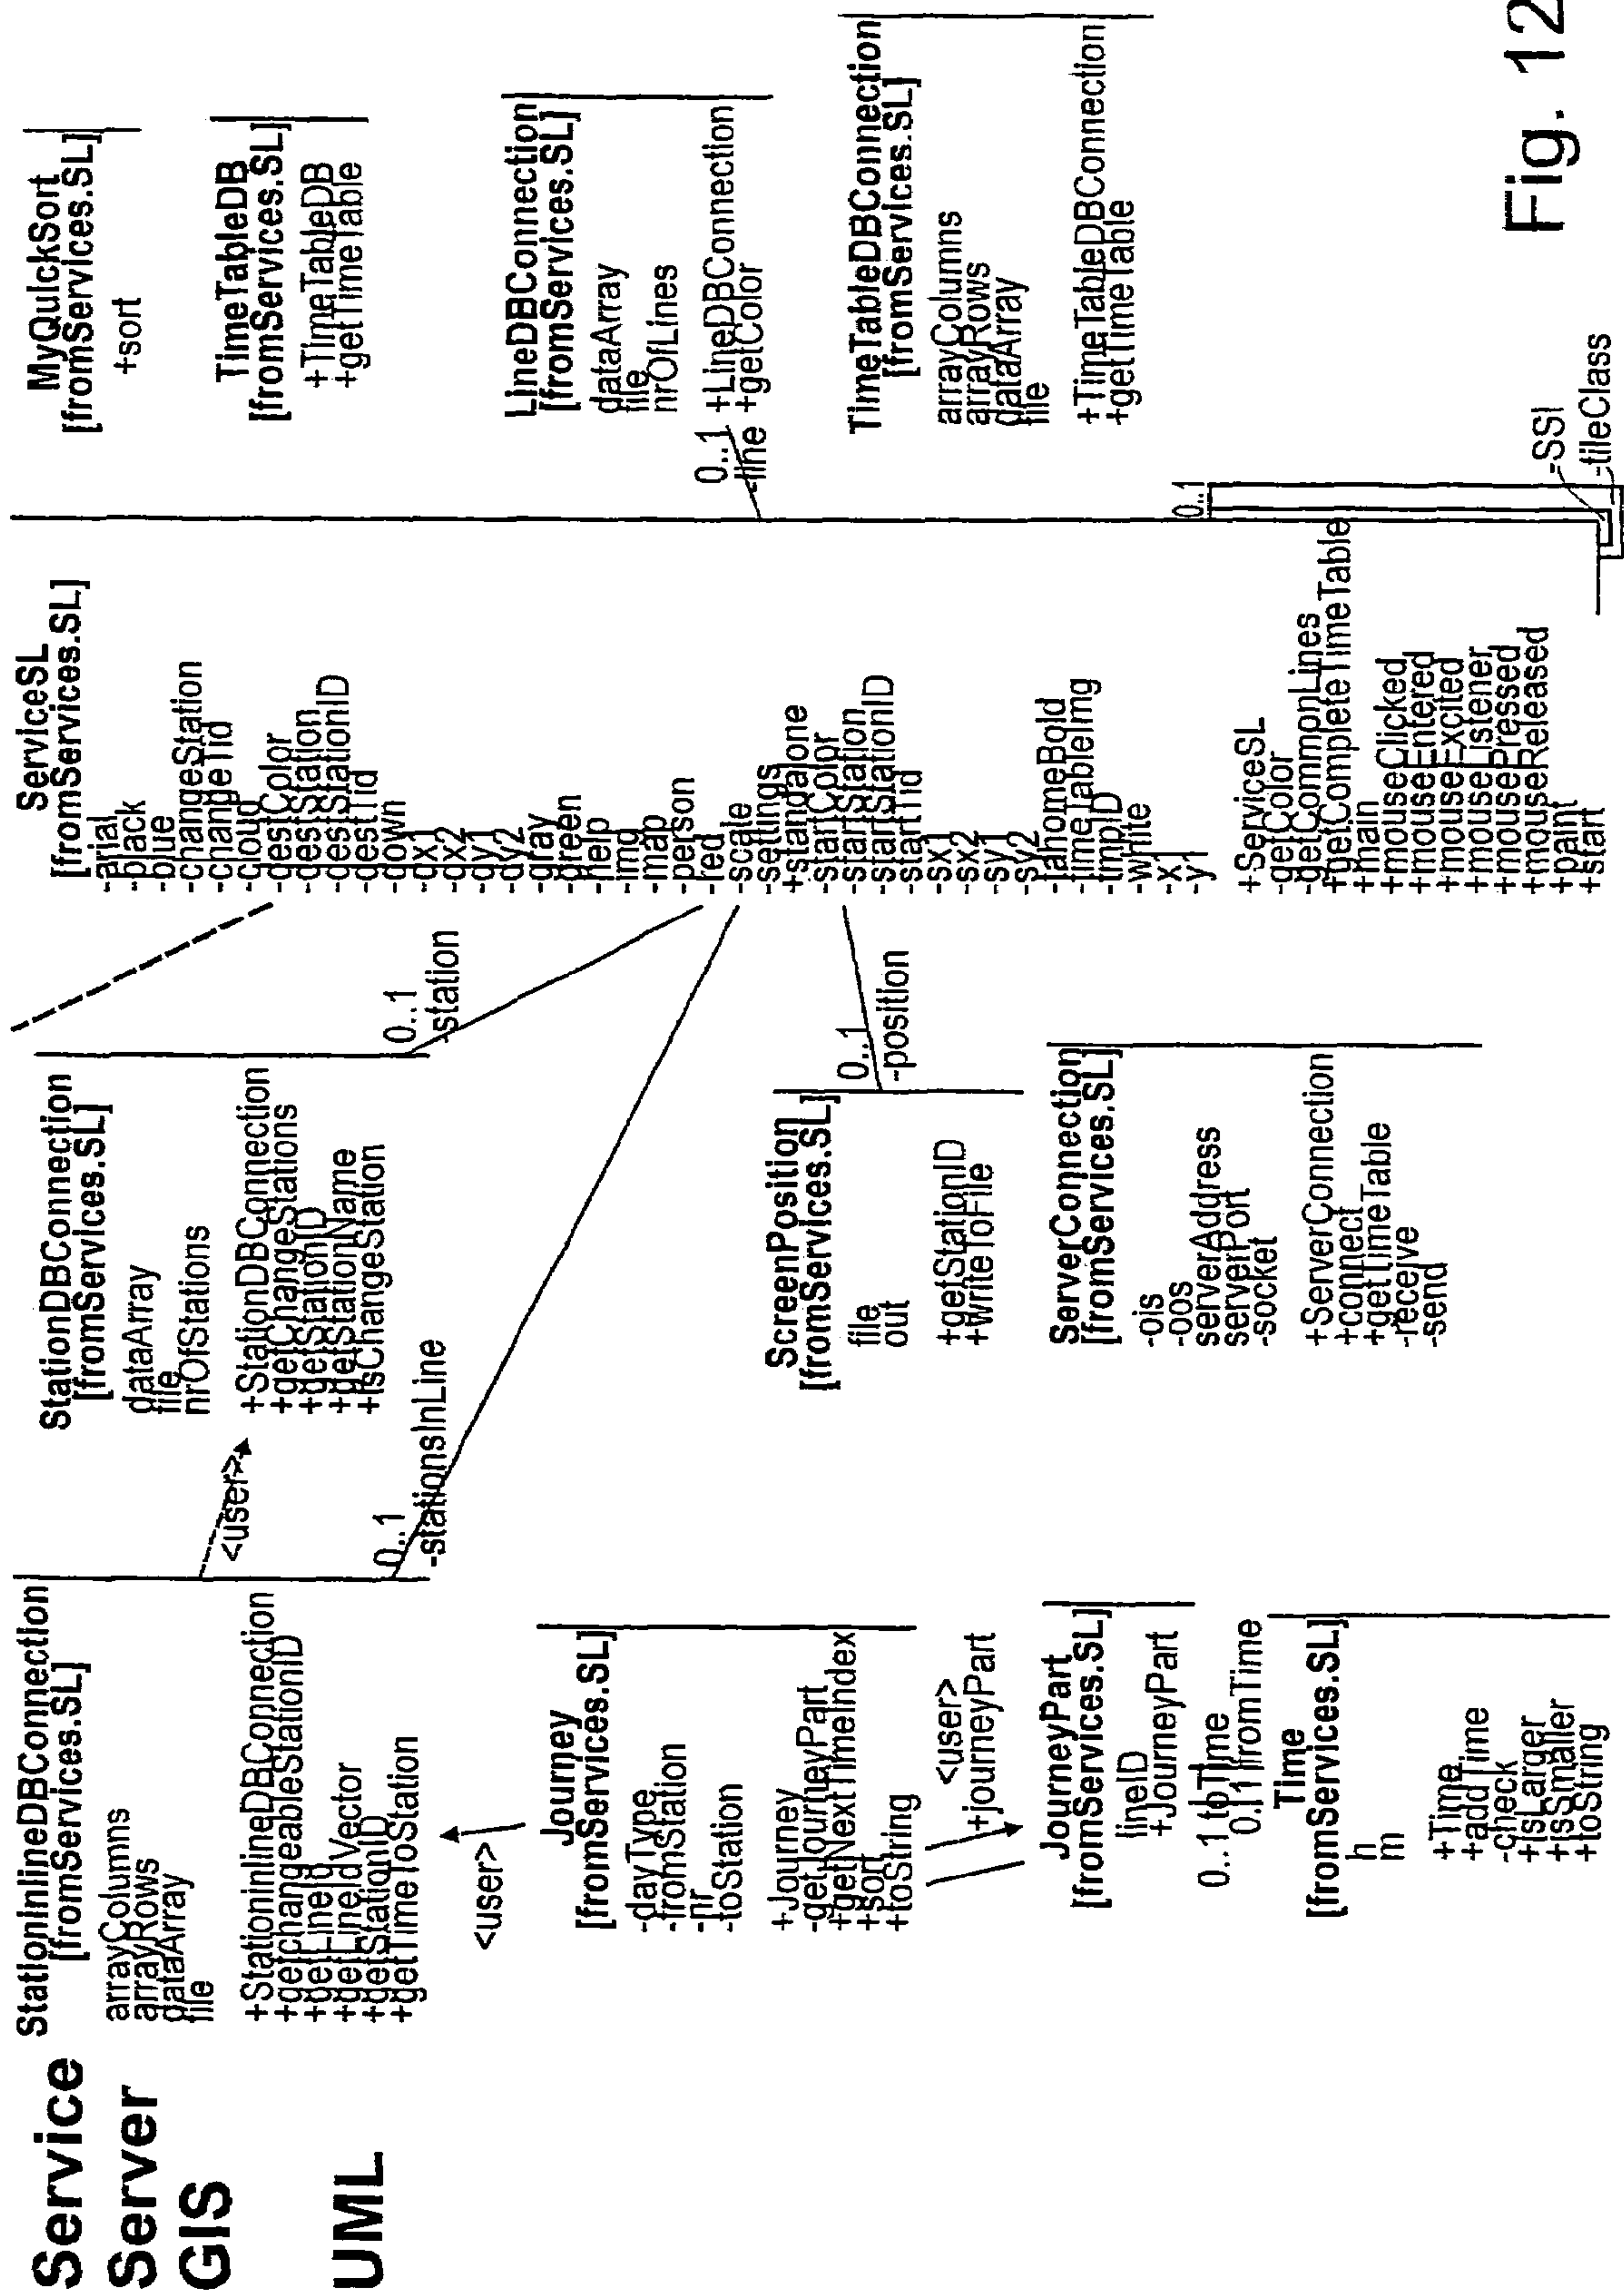 Service
Server
GIS
UML
StationInlineDBConnection
[fromServices.SL]
arrayColumns
arrayRows
dataArray
file
+StationInlineDBConnection
+getchangeableStationID
+getLineId
+getLineIdVector
+getStationID
+getTimeToStation
<user>
0..1
-stationsInLine
<user>
Journey
[fromServices.SL]
-dayType
-fromStation
-nr
-toStation
+Journey
-getJourneyPart
+getNextTimeIndex
+sort
+toString
<user>
+journeyPart
JourneyPart
[fromServices.SL]
lineID
+JourneyPart
0..1 toTime
0..1 fromTime
Time
[fromServices.SL]
h
m
+Time
+addTime
-check
+isLarger
+isSmaller
+toString
StationDBConnection
[fromServices.SL]
dataArray
file
nrOfStations
+StationDBConnection
+getChangeStations
+getStationID
+getStationName
+isChangeStation
0..1
-station
ScreenPosition
[fromServices.SL]
file
out
+getStationID
+writeToFile
0..1
-position
ServerConnection
[fromServices.SL]
-ois
-oos
serverAddress
serverPort
-socket
+ServerConnection
+connect
+getTimeTable
-receive
-send
ServiceSL
[fromServices.SL]
-arial
-black
-blue
-changeStation
-changeTid
-cloud
-destColor
-destStation
-destStationID
-destTid
-down
-dx1
-dx2
-dy1
-dy2
-gray
-green
-help
-img
-map
-person
-red
-scale
-settings
+standalone
-startColor
-startStation
-startStationID
-startTid
-sx1
-sx2
-sy1
-sy2
-tahomeBold
-timeTableImg
-tmpID
-white
-x1
-y1
+ServiceSL
-getColor
-getCommonLines
+getCompleteTimeTable
+main
+mouseClicked
+mouseEntered
+mouseExcited
+mouseListener
+mousePressed
+mouseReleased
+paint
+start
MyQuickSort
[fromServices.SL]
+sort
TimeTableDB
[fromServices.SL]
+TimeTableDB
+getTimeTable
LineDBConnection
[fromServices.SL]
dataArray
file
nrOfLines
0..1 +LineDBConnection
-line +getColor
TimeTableDBConnection
[fromServices.SL]
arrayColumns
arrayRows
dataArray
file
+TimeTableDBConnection
+getTimeTable
0..1
-SSI
-tileClass
Fig. 12